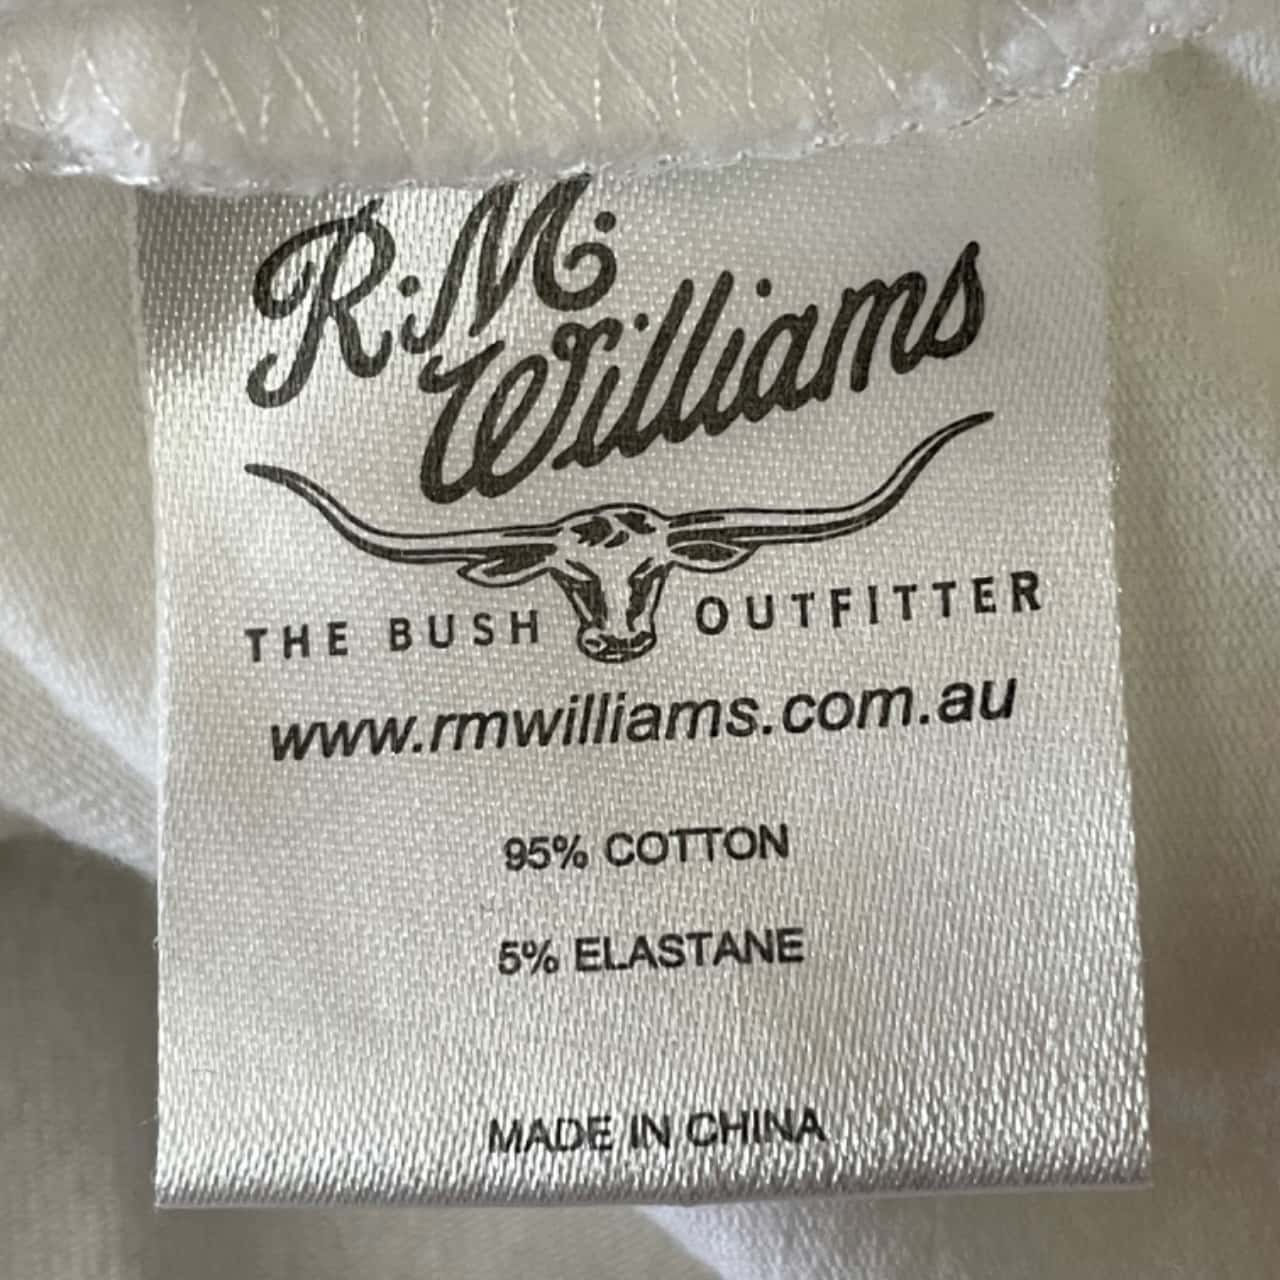 R.M.
Williams
THE BUSH OUTFITTER
www.rmwilliams.com.au
95% COTTON
5% ELASTANE
MADE IN CHINA